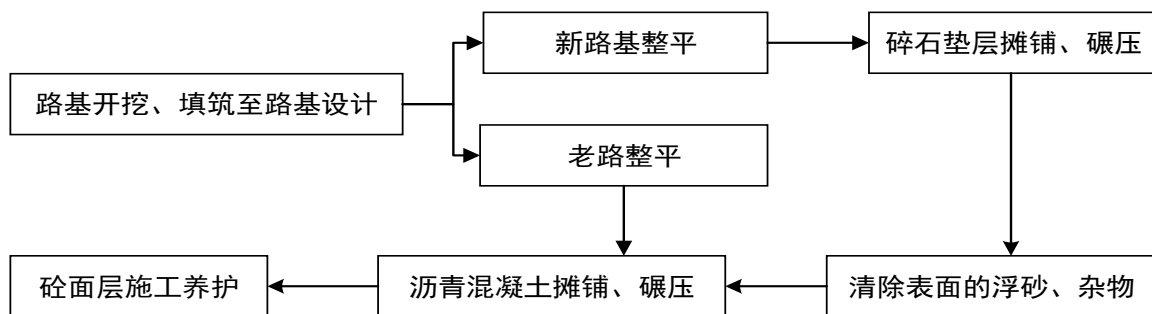 新路基整平
碎石垫层摊铺、碾压
路基开挖、填筑至路基设计
老路整平
砼面层施工养护
沥青混凝土摊铺、碾压
清除表面的浮砂、杂物